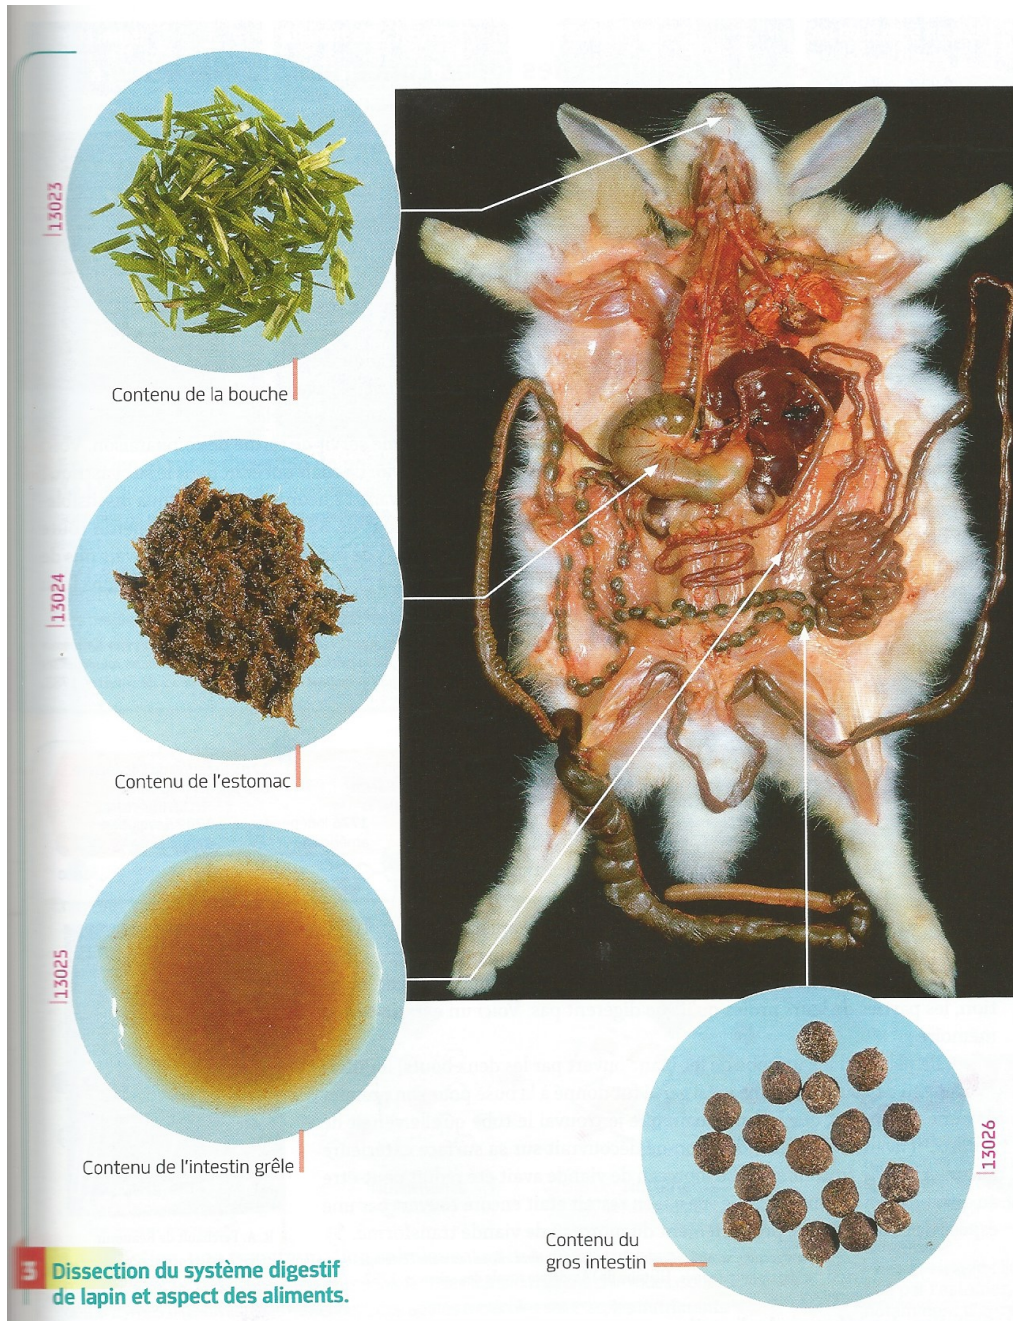 13023
Contenu de la bouche
13024
Contenu de l'estomac
13025
Contenu de l'intestin grêle
13026
Contenu du
gros intestin
3 Dissection du système digestif
de lapin et aspect des aliments.